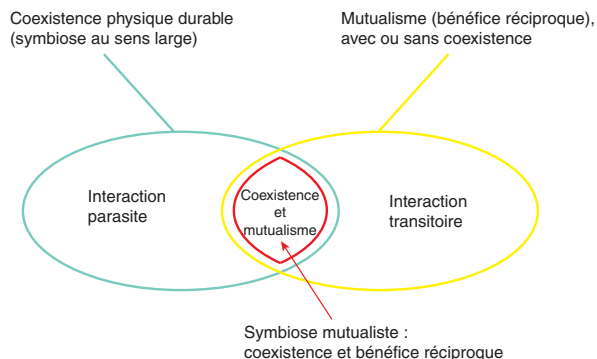 Coexistence physique durable
(symbiose au sens large)
Mutualisme (bénéfice réciproque),
avec ou sans coexistence
Interaction
parasite
Coexistence
et
mutualisme
Interaction
transitoire
Symbiose mutualiste :
coexistence et bénéfice réciproque